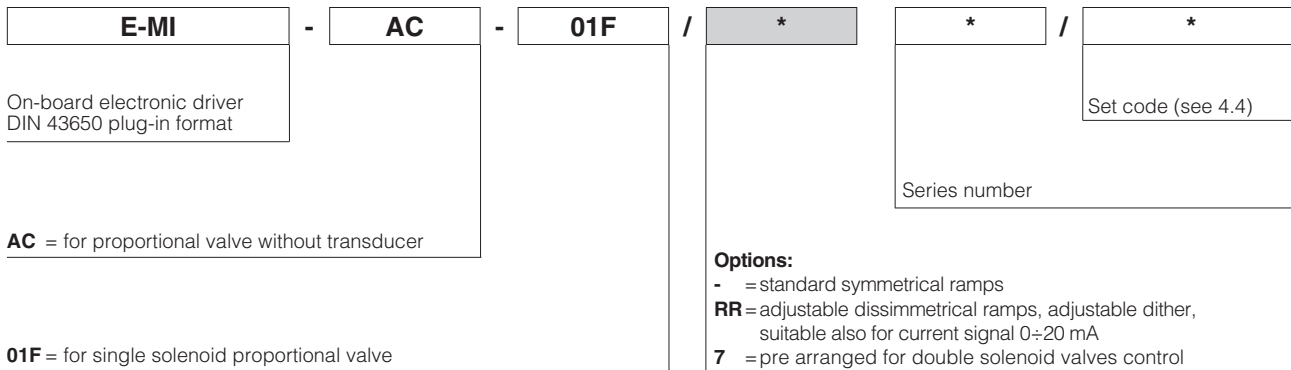 E-MI - AC - 01F / * * / *
On-board electronic driver
DIN 43650 plug-in format
Set code (see 4.4)
Series number
AC = for proportional valve without transducer
Options:
- =standard symmetrical ramps
RR=adjustable dissimmetrical ramps, adjustable dither,
suitable also for current signal 0÷20 mA
01F= for single solenoid proportional valve
7 =pre arranged for double solenoid valves control